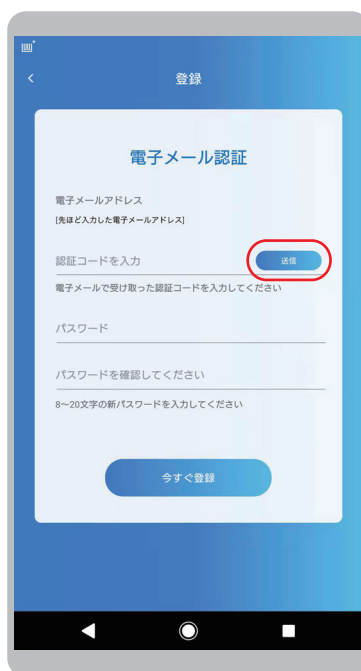 登録
電子メール認証
電子メールアドレス
[先ほど入力した電子メールアドレス]
認証コードを入力
送信
電子メールで受け取った認証コードを入力してください
パスワード
パスワードを確認してください
8〜20文字の新パスワードを入力してください
今すぐ登録